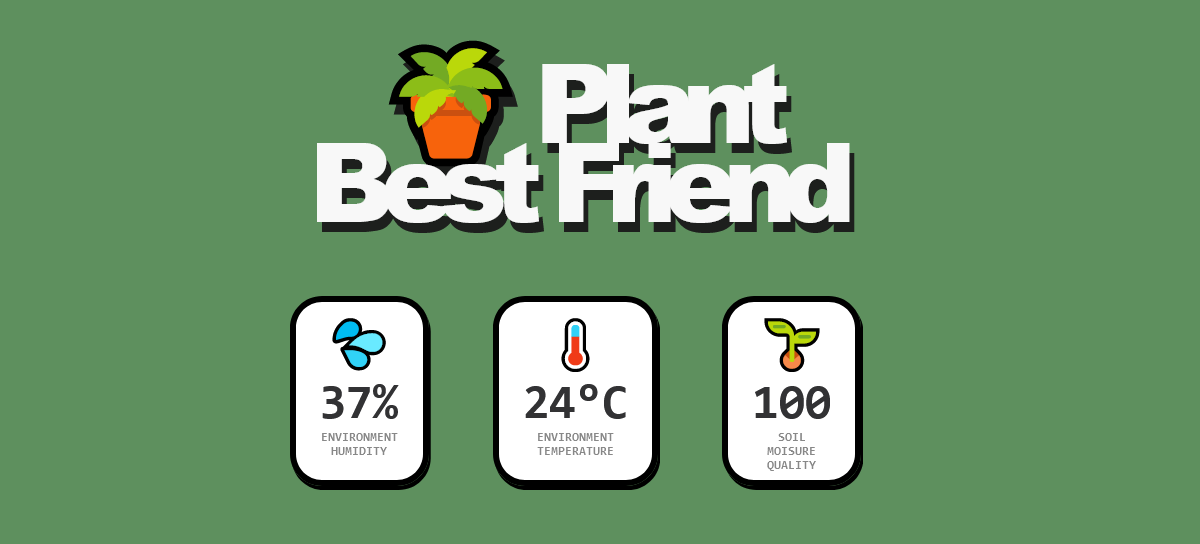 Plant
Best Friend
37%
ENVIRONMENT
HUMIDITY
24°C
ENVIRONMENT
TEMPERATURE
100
SOIL
MOISURE
QUALITY